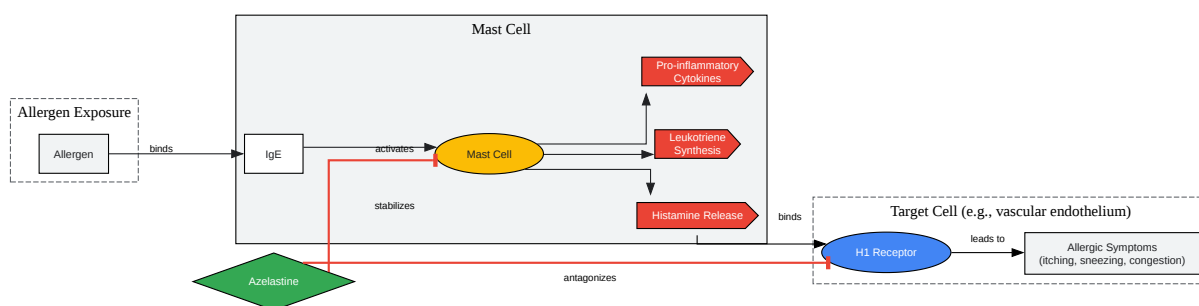 Mast Cell
Pro-inflammatory
Cytokines
Allergen Exposure
Allergen
binds
IgE
activates
Mast Cell
Leukotriene
Synthesis
stabilizes
Histamine Release
binds
Target Cell (e.g., vascular endothelium)
H1 Receptor
leads to
Allergic Symptoms
(itching, sneezing, congestion)
Azelastine
antagonizes